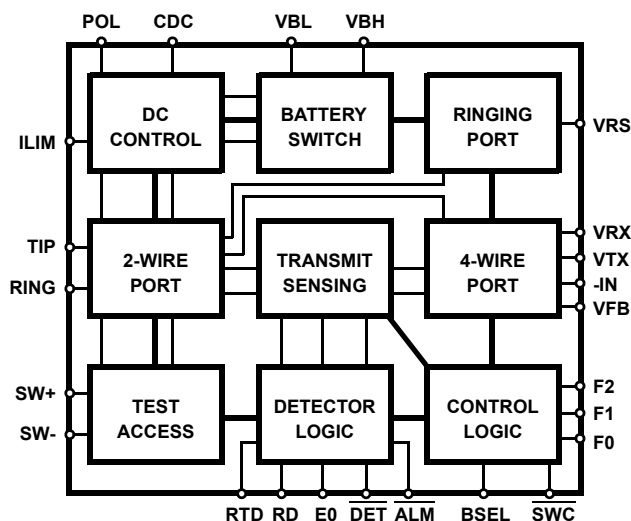 POL CDC VBL VBH
DC CONTROL
BATTERY SWITCH
RINGING PORT
ILIM
VRS
2-WIRE PORT
TRANSMIT SENSING
4-WIRE PORT
TIP
RING
VRX
VTX
-IN
VFB
TEST ACCESS
DETECTOR LOGIC
CONTROL LOGIC
SW+
SW-
F2
F1
F0
RTD RD E0 DET ALM BSEL SWC